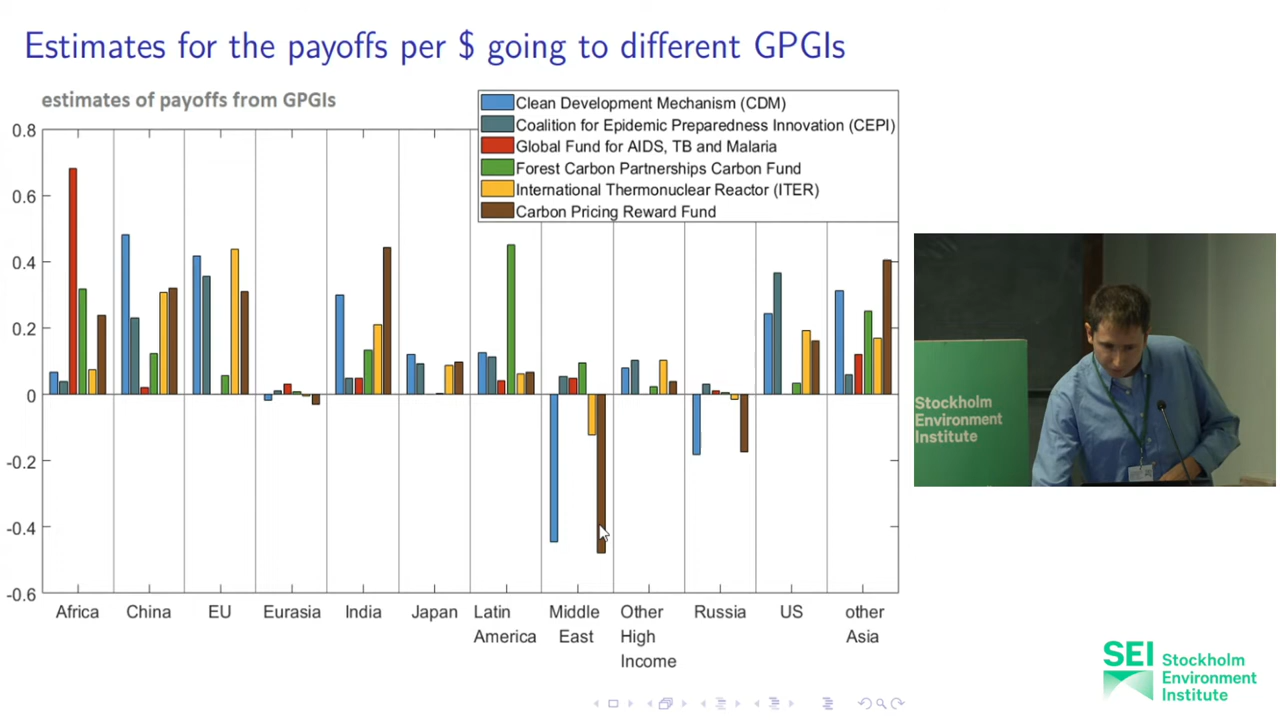 Estimates for the payoffs per $ going to different GPGIs
estimates of payoffs from GPGIs
Clean Development Mechanism (CDM)
Coalition for Epidemic Preparedness Innovation (CEPI)
Global Fund for AIDS, TB and Malaria
Forest Carbon Partnerships Carbon Fund
International Thermonuclear Reactor (ITER)
Carbon Pricing Reward Fund
0.8
0.6
0.4
0.2
0
-0.2
-0.4
-0.6
Africa
China
EU
Eurasia
India
Japan
Latin
America
Middle
East
Other
High
Income
Russia
US
other
Asia
Stockholm
Environment
Institute
SEI Stockholm
Environment
Institute